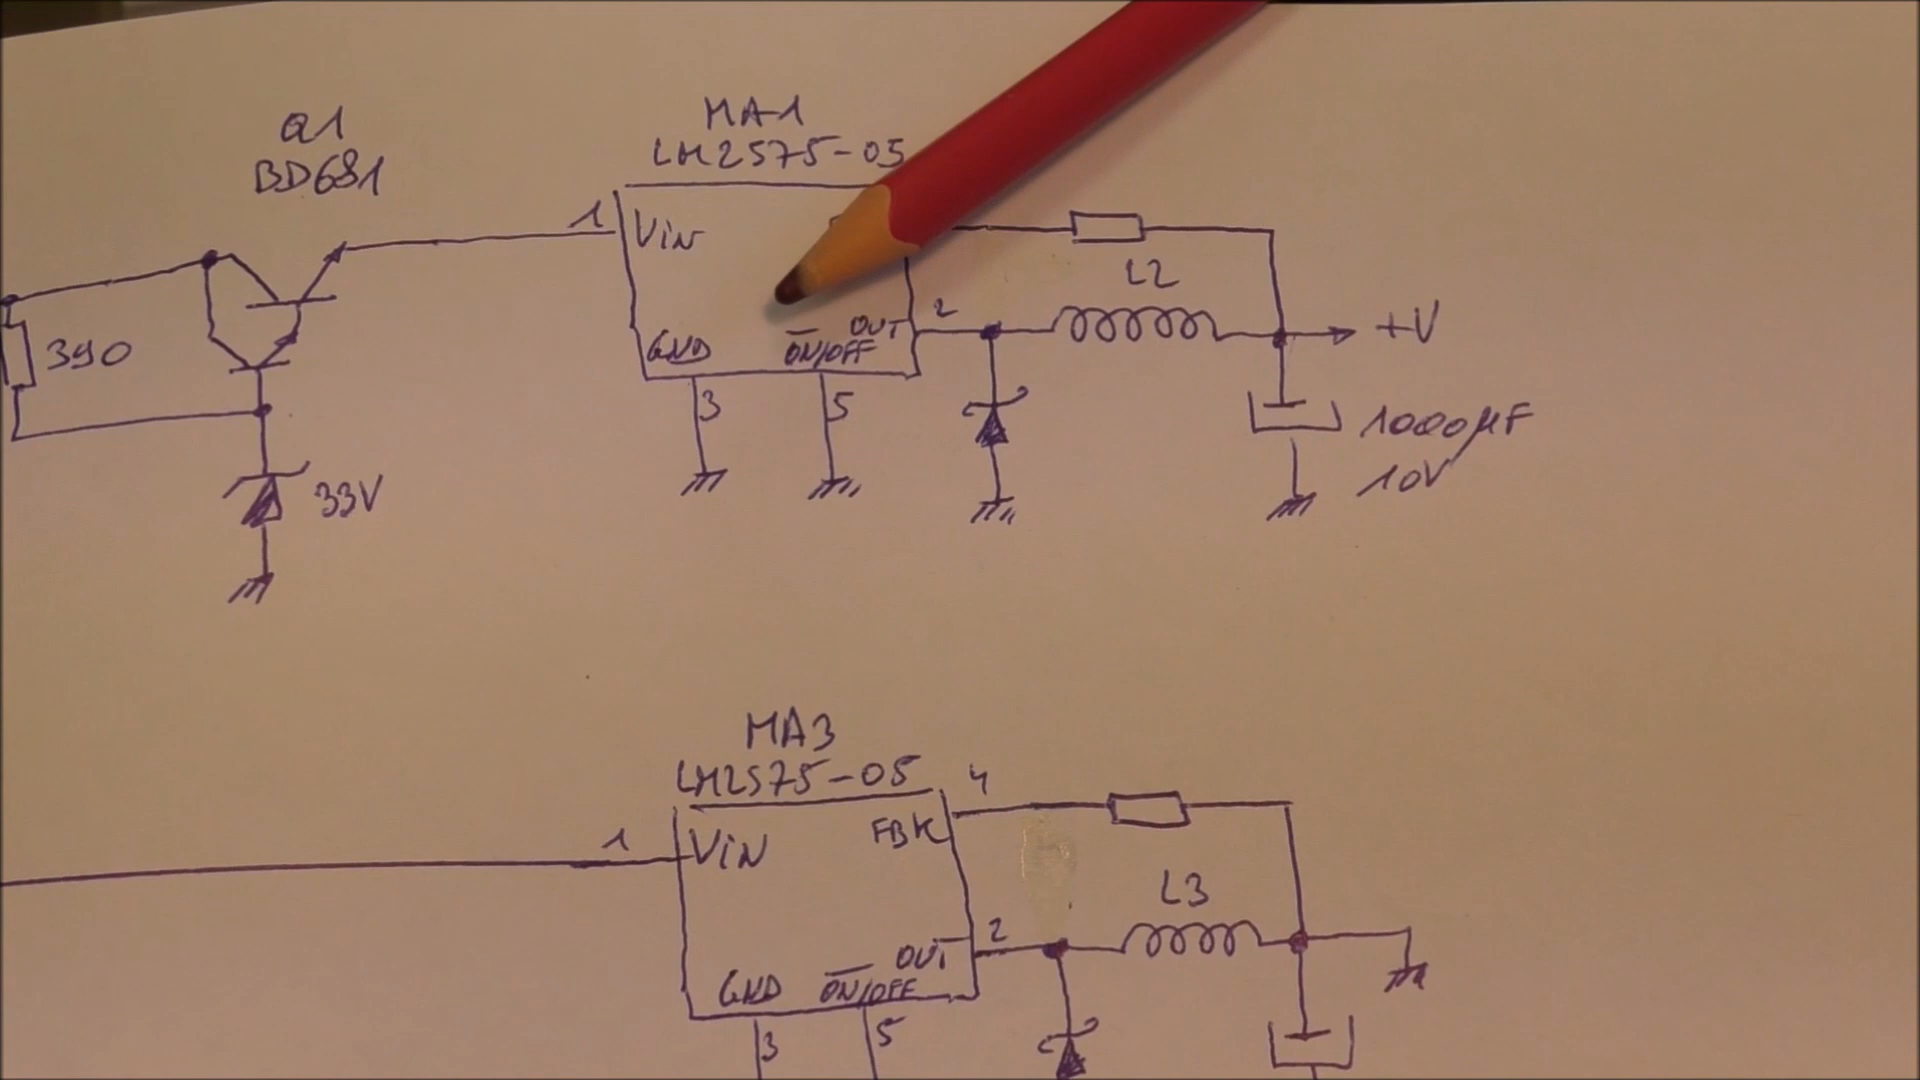 Q1
BD681
390
33V
MA1
LM2575-05
1
VIN
GND
ON/OFF
OUT
2
3
5
L2
+V
1000µF
10V
MA3
LM2575-05
4
1
VIN
FBK
L3
OUT
2
GND
ON/OFF
3
5